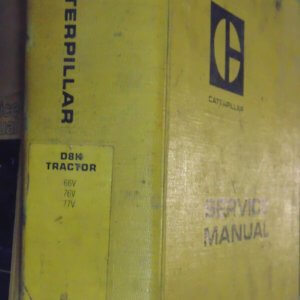 CATERPILLAR
D8H
TRACTOR
66V
76V
77V
C
CATERPILLAR
SERVICE
MANUAL